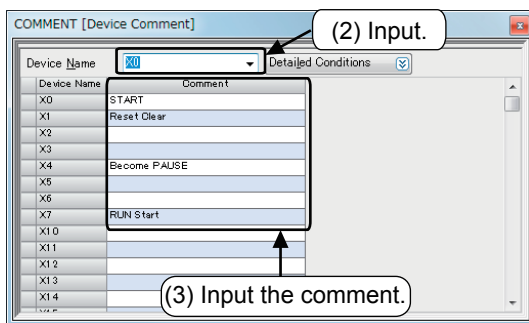 COMMENT [Device Comment]
(2) Input.
Device Name X0 Detailed Conditions
Device Name Comment
X0 START
X1 Reset Clear
X2
X3
X4 Become PAUSE
X5
X6
X7 RUN Start
X10
X11
X12
X13
X14
(3) Input the comment.